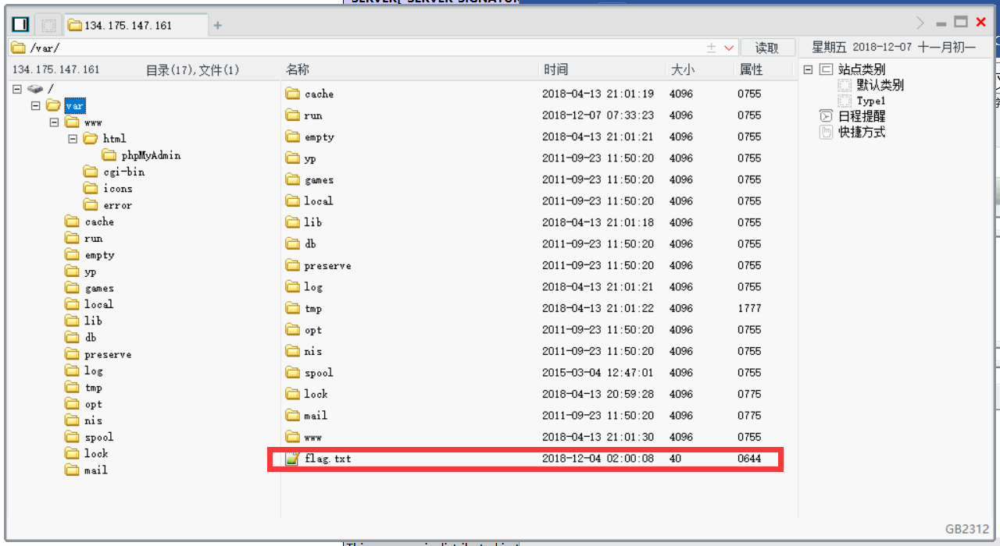 SERVER["SERVER SIGNATUR
134.175.147.161
+
/var/
读取
星期五 2018-12-07 十一月初一
134.175.147.161 目录(17),文件(1)
名称 时间 大小 属性
/
var
www
html
phpMyAdmin
cgi-bin
icons
error
cache
run
empty
yp
games
local
lib
db
preserve
log
tmp
opt
nis
spool
lock
mail
cache 2018-04-13 21:01:19 4096 0755
run 2018-12-07 07:33:23 4096 0755
empty 2018-04-13 21:01:21 4096 0755
yp 2011-09-23 11:50:20 4096 0755
games 2011-09-23 11:50:20 4096 0755
local 2011-09-23 11:50:20 4096 0755
lib 2018-04-13 21:01:18 4096 0755
db 2011-09-23 11:50:20 4096 0755
preserve 2011-09-23 11:50:20 4096 0755
log 2018-04-13 21:01:21 4096 0755
tmp 2018-04-13 21:01:22 4096 1777
opt 2011-09-23 11:50:20 4096 0755
nis 2011-09-23 11:50:20 4096 0755
spool 2015-03-04 12:47:01 4096 0755
lock 2018-04-13 20:59:28 4096 0775
mail 2011-09-23 11:50:20 4096 0775
www 2018-04-13 21:01:30 4096 0755
flag.txt 2018-12-04 02:00:08 40 0644
站点类别
默认类别
Type1
日程提醒
快捷方式
GB2312